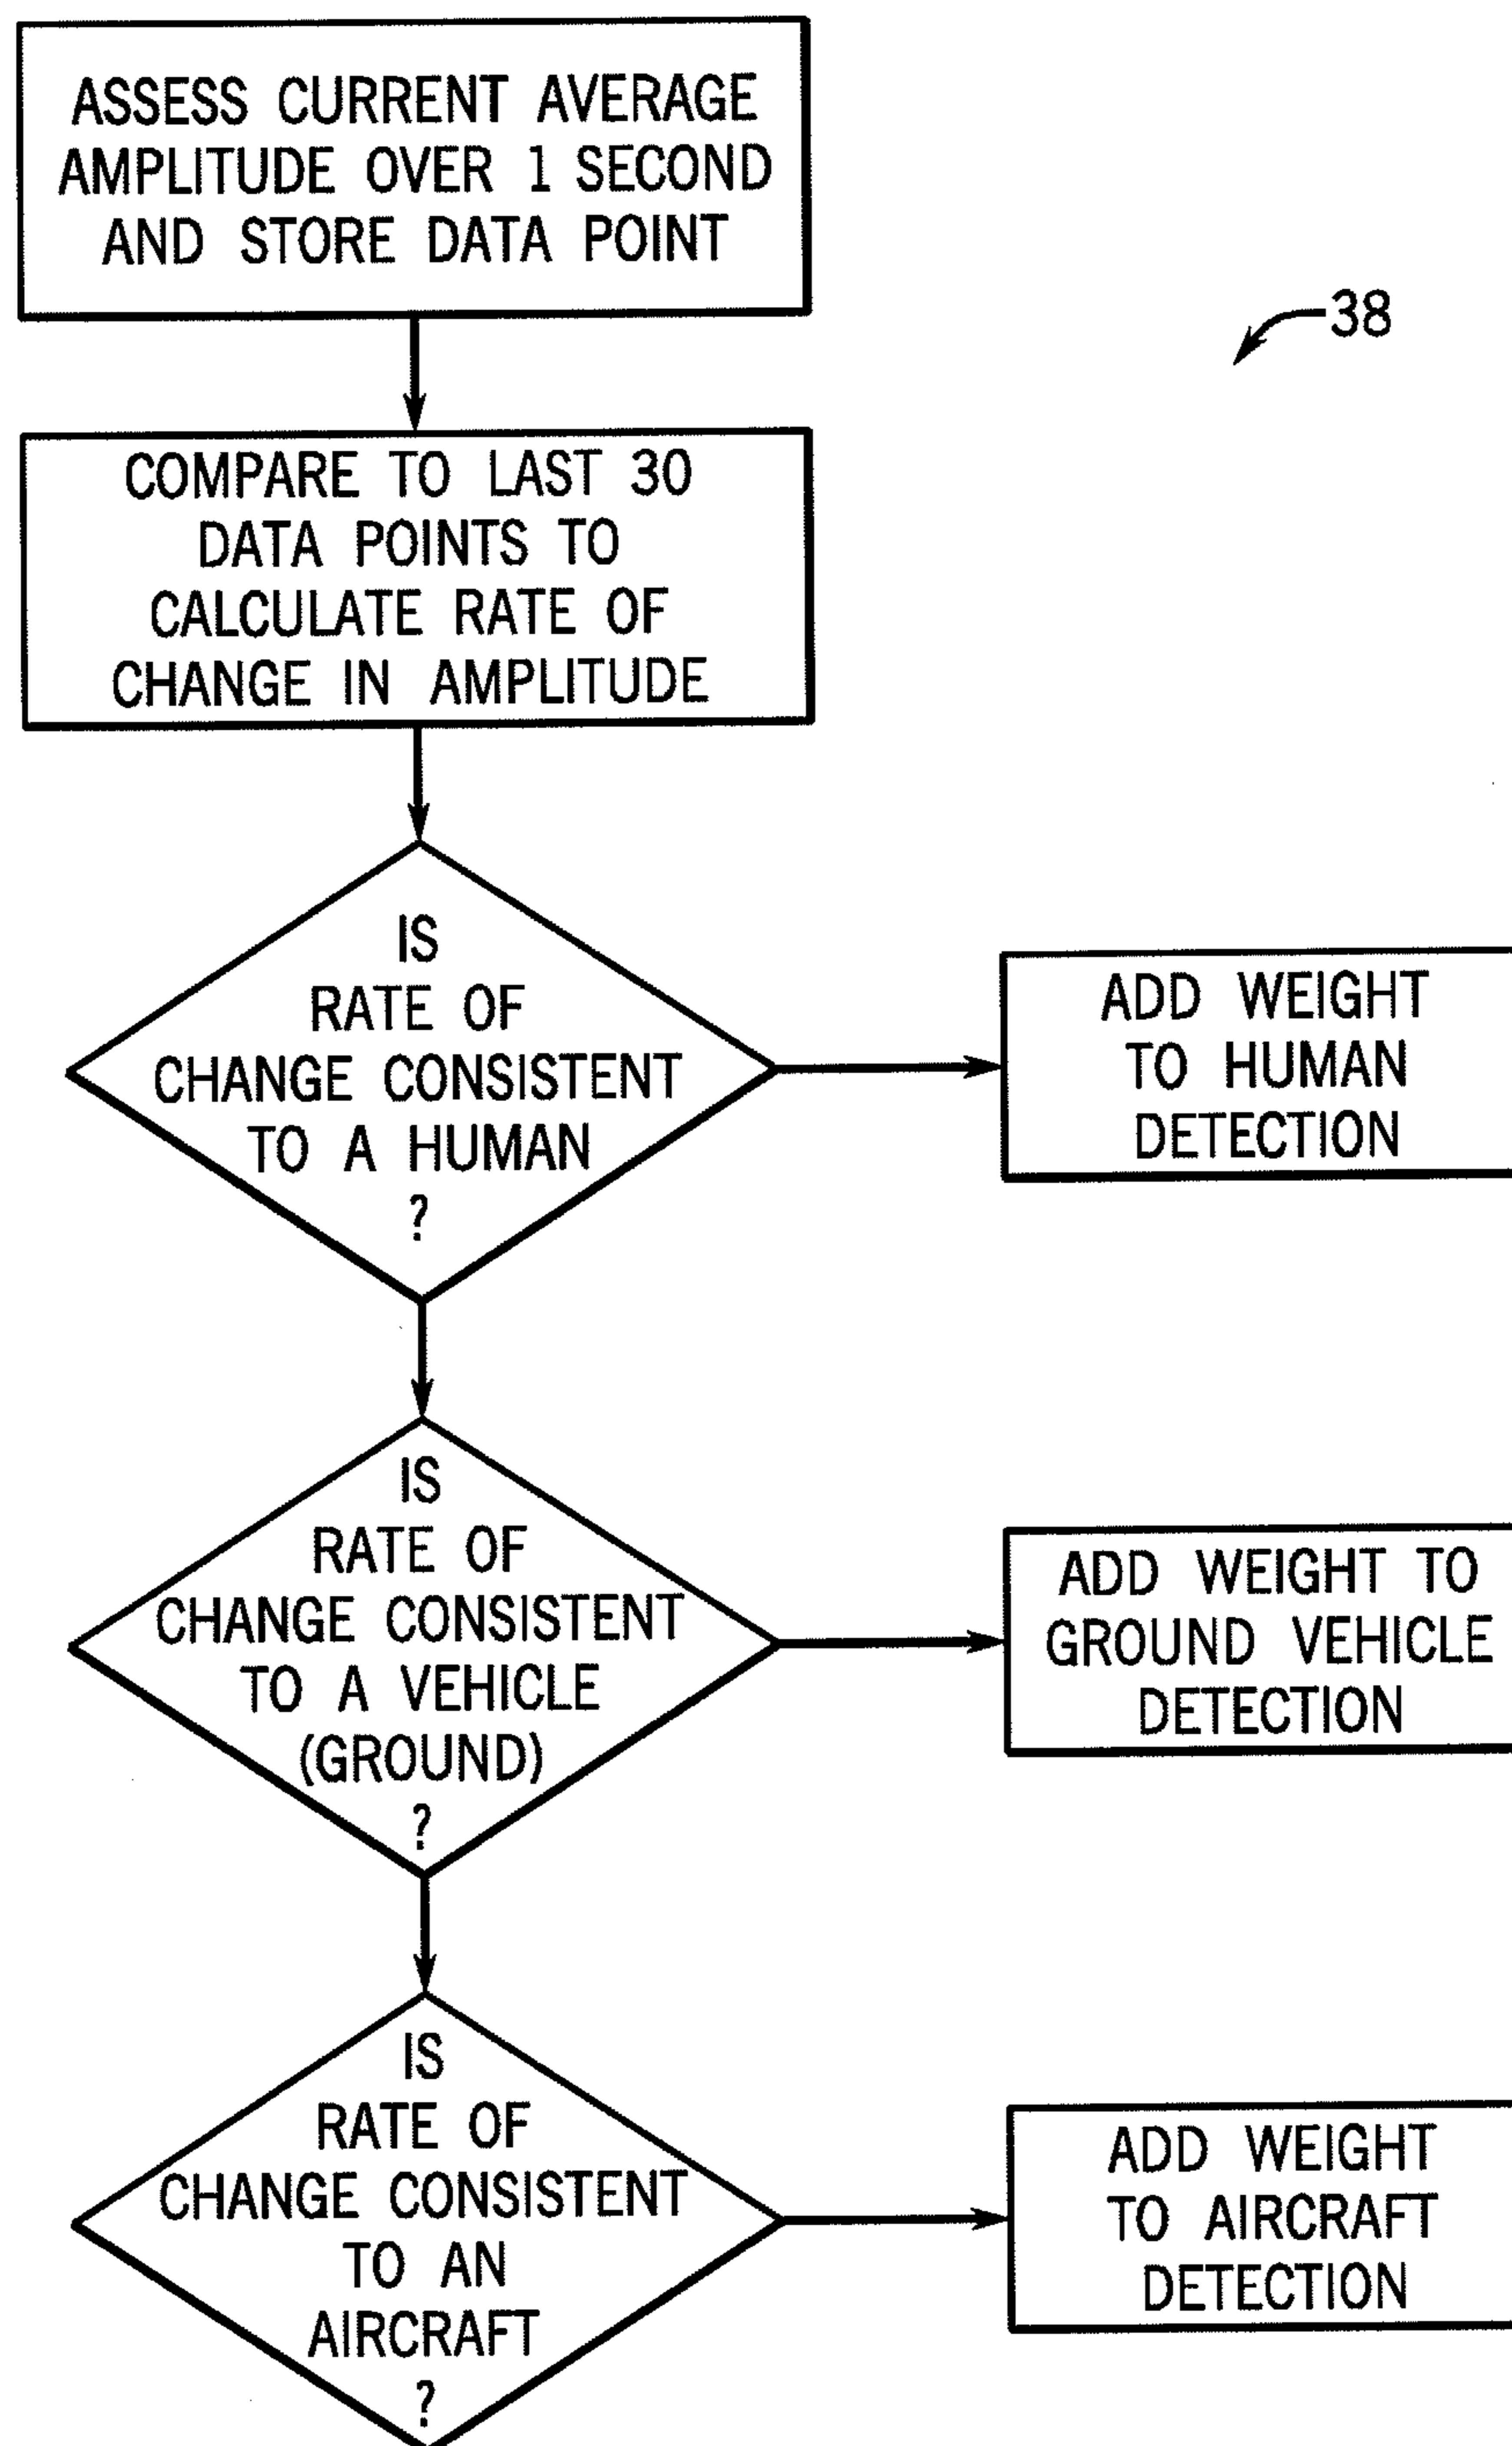 ASSESS CURRENT AVERAGE
AMPLITUDE OVER 1 SECOND
AND STORE DATA POINT
38
COMPARE TO LAST 30
DATA POINTS TO
CALCULATE RATE OF
CHANGE IN AMPLITUDE
IS
RATE OF
CHANGE CONSISTENT
TO A HUMAN
?
ADD WEIGHT
TO HUMAN
DETECTION
IS
RATE OF
CHANGE CONSISTENT
TO A VEHICLE
(GROUND)
?
ADD WEIGHT TO
GROUND VEHICLE
DETECTION
IS
RATE OF
CHANGE CONSISTENT
TO AN
AIRCRAFT
?
ADD WEIGHT
TO AIRCRAFT
DETECTION